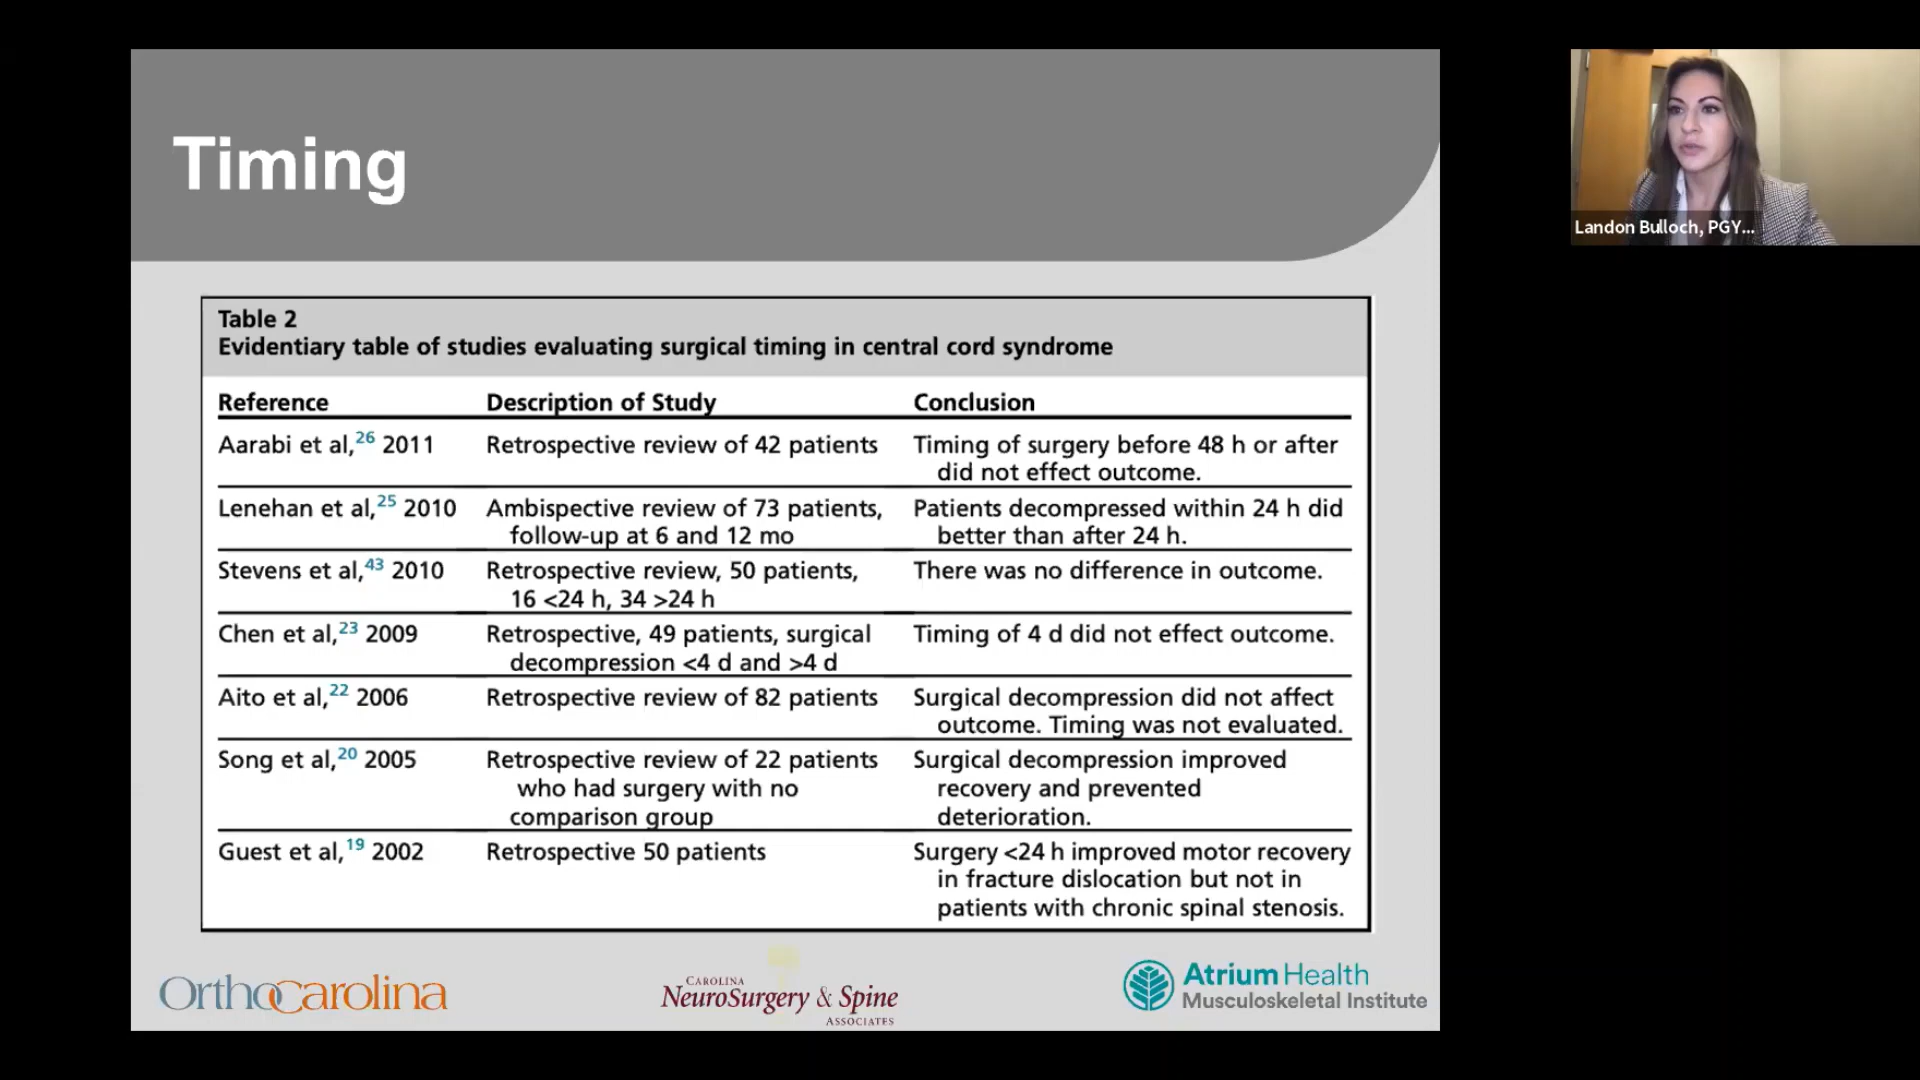 Timing
Landon Bulloch, PGY...
Table 2
Evidentiary table of studies evaluating surgical timing in central cord syndrome
Reference Description of Study Conclusion
Aarabi et al,26 2011 Retrospective review of 42 patients Timing of surgery before 48 h or after
did not effect outcome.
Lenehan et al,25 2010 Ambispective review of 73 patients, Patients decompressed within 24 h did
follow-up at 6 and 12 mo better than after 24 h.
Stevens et al,43 2010 Retrospective review, 50 patients, There was no difference in outcome.
16 <24 h, 34 >24 h
Chen et al,23 2009 Retrospective, 49 patients, surgical Timing of 4 d did not effect outcome.
decompression <4 d and >4 d
Aito et al,22 2006 Retrospective review of 82 patients Surgical decompression did not affect
outcome. Timing was not evaluated.
Song et al,20 2005 Retrospective review of 22 patients Surgical decompression improved
who had surgery with no recovery and prevented
comparison group deterioration.
Guest et al,19 2002 Retrospective 50 patients Surgery <24 h improved motor recovery
in fracture dislocation but not in
patients with chronic spinal stenosis.
OrthoCarolina
CAROLINA
NEUROSURGERY & SPINE
ASSOCIATES
Atrium Health
Musculoskeletal Institute